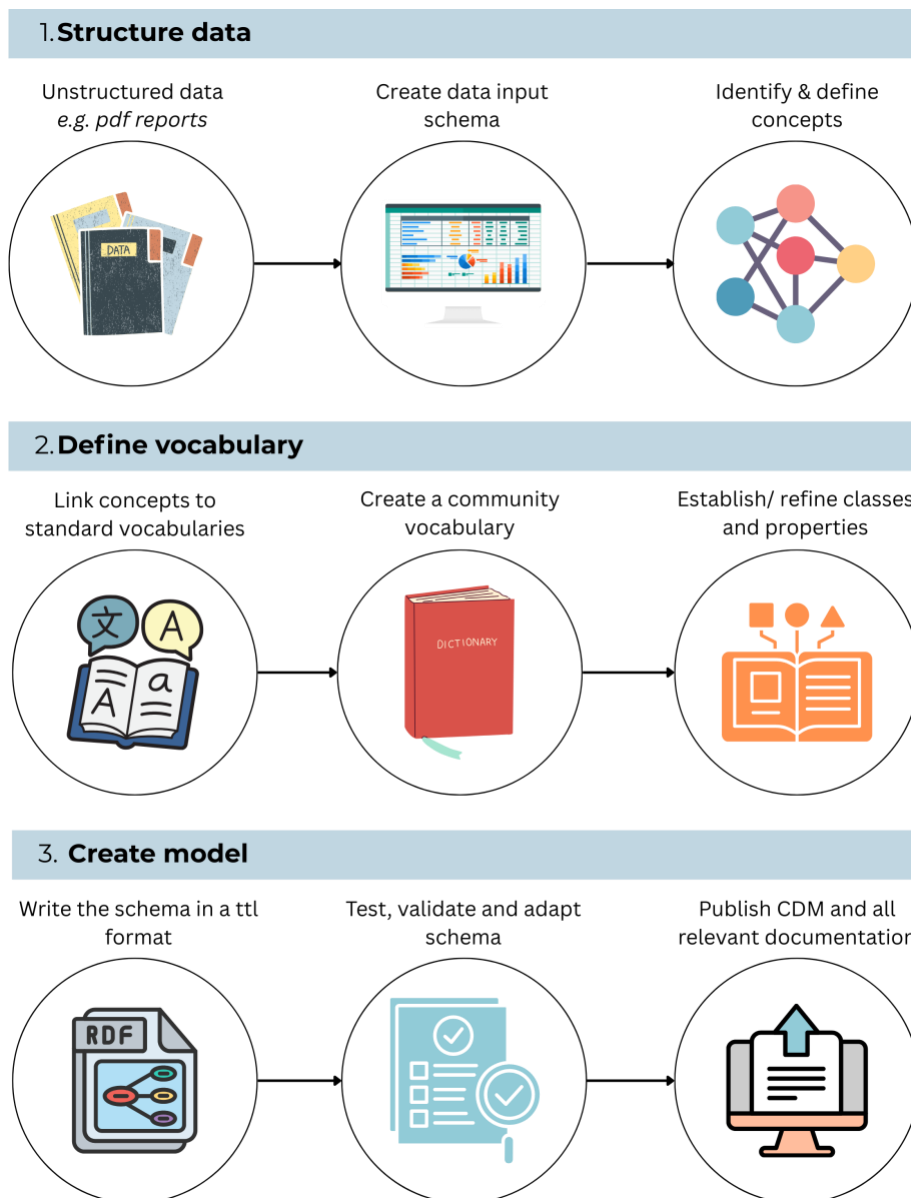 1. Structure data
Unstructured data
e.g. pdf reports
Create data input
schema
Identify & define
concepts
DATA
2. Define vocabulary
Link concepts to
standard vocabularies
Create a community
vocabulary
Establish/ refine classes
and properties
文
A
A
a
DICTIONARY
3. Create model
Write the schema in a ttl
format
Test, validate and adapt
schema
Publish CDM and all
relevant documentation
RDF